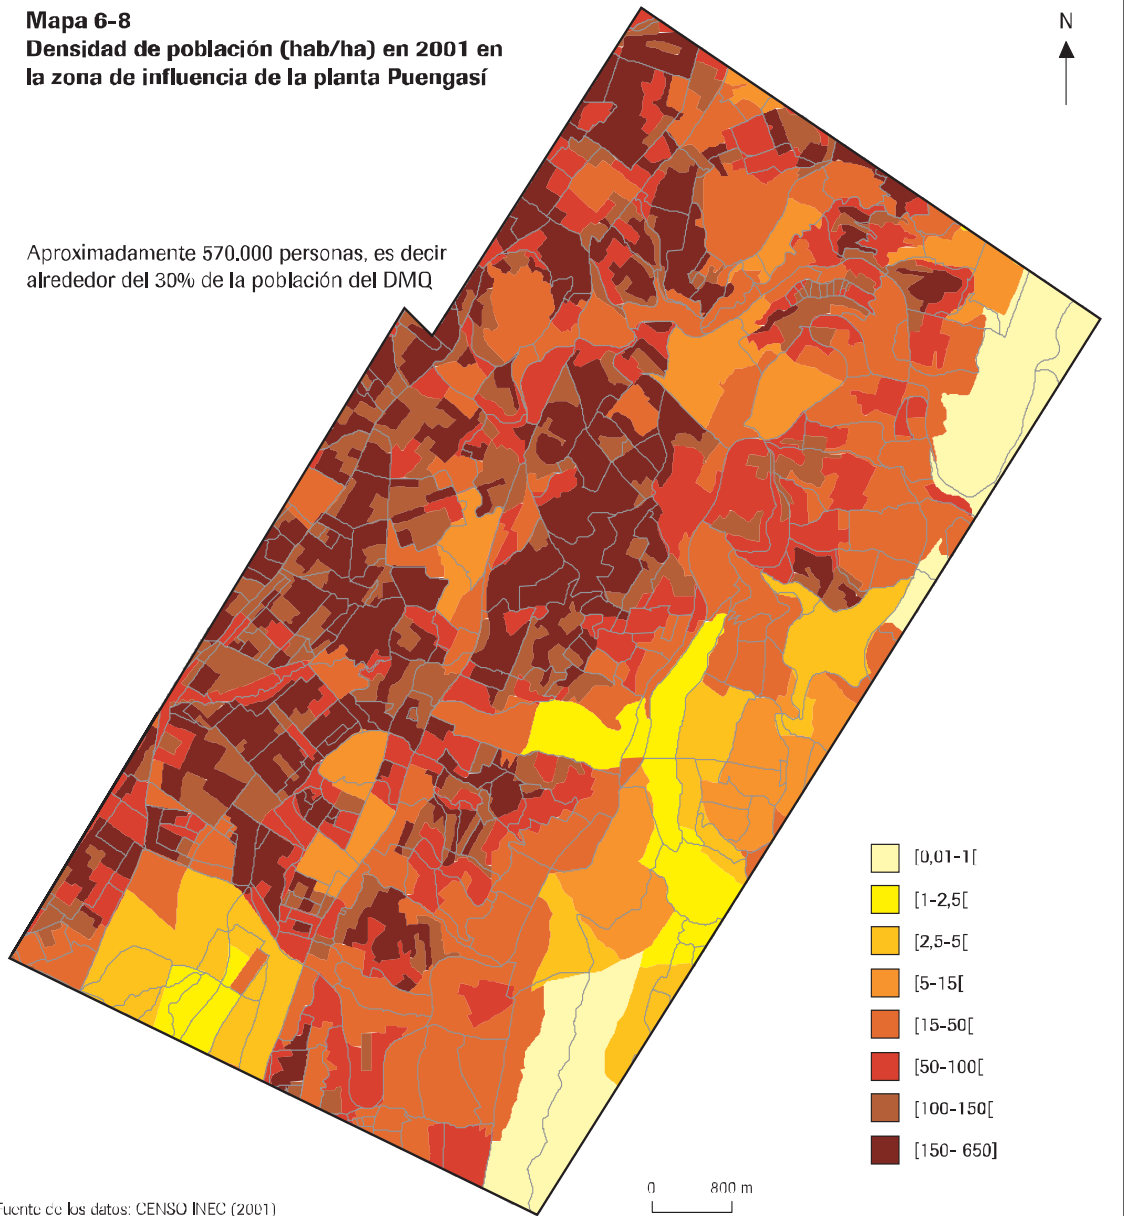 Mapa 6-8
Densidad de población (hab/ha) en 2001 en
la zona de influencia de la planta Puengasí
N
Aproximadamente 570.000 personas, es decir
alrededor del 30% de la población del DMQ
[0,01-1[
[1-2,5[
[2,5-5[
[5-15[
[15-50[
[50-100[
[100-150[
[150- 650]
0 800 m
Fuente de los datos: CENSO INEC (2001)